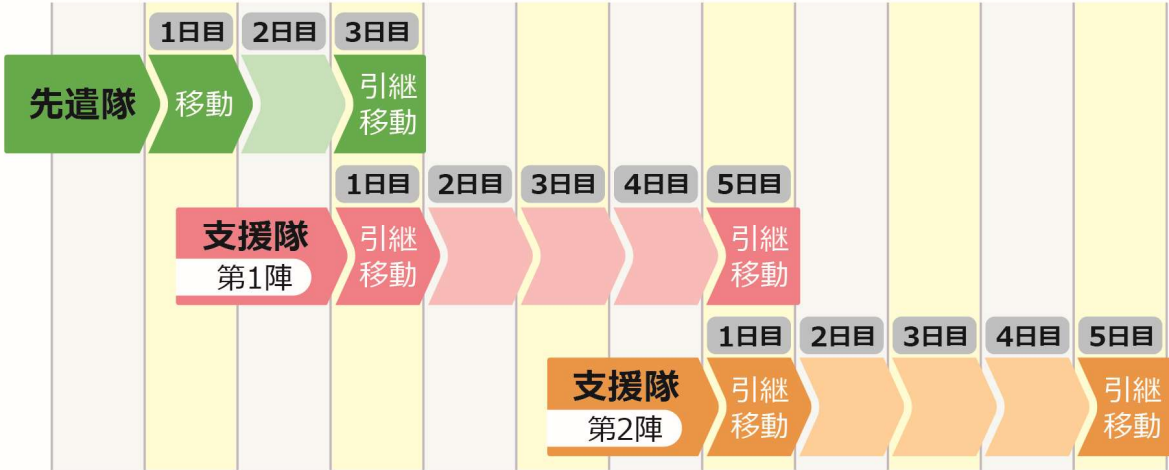 1日目 2日目 3日目
先遣隊 移動 引継
移動
1日目 2日目 3日目 4日目 5日目
支援隊
第1陣
引継
移動
引継
移動
1日目 2日目 3日目 4日目 5日目
支援隊
第2陣
引継
移動
引継
移動